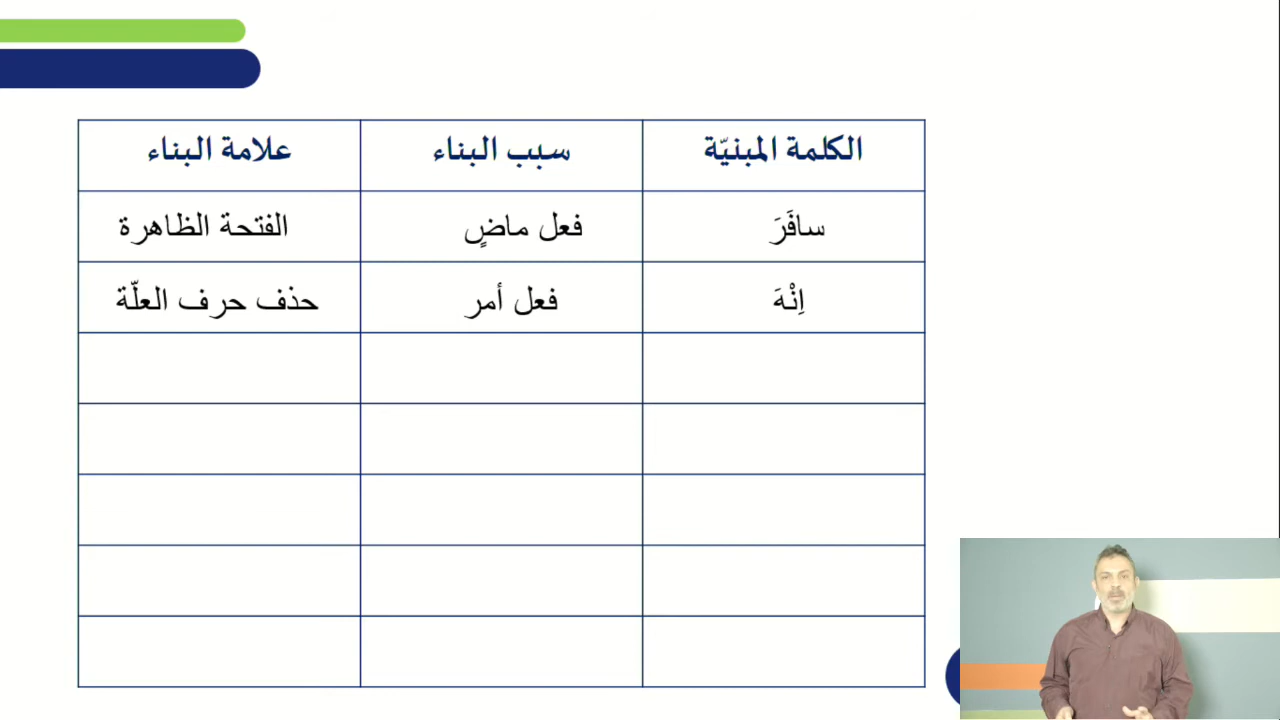 الكلمة المبنيّة سبب البناء علامة البناء
سافَرَ فعل ماضٍ الفتحة الظاهرة
اِنْهَ فعل أمر حذف حرف العلّة